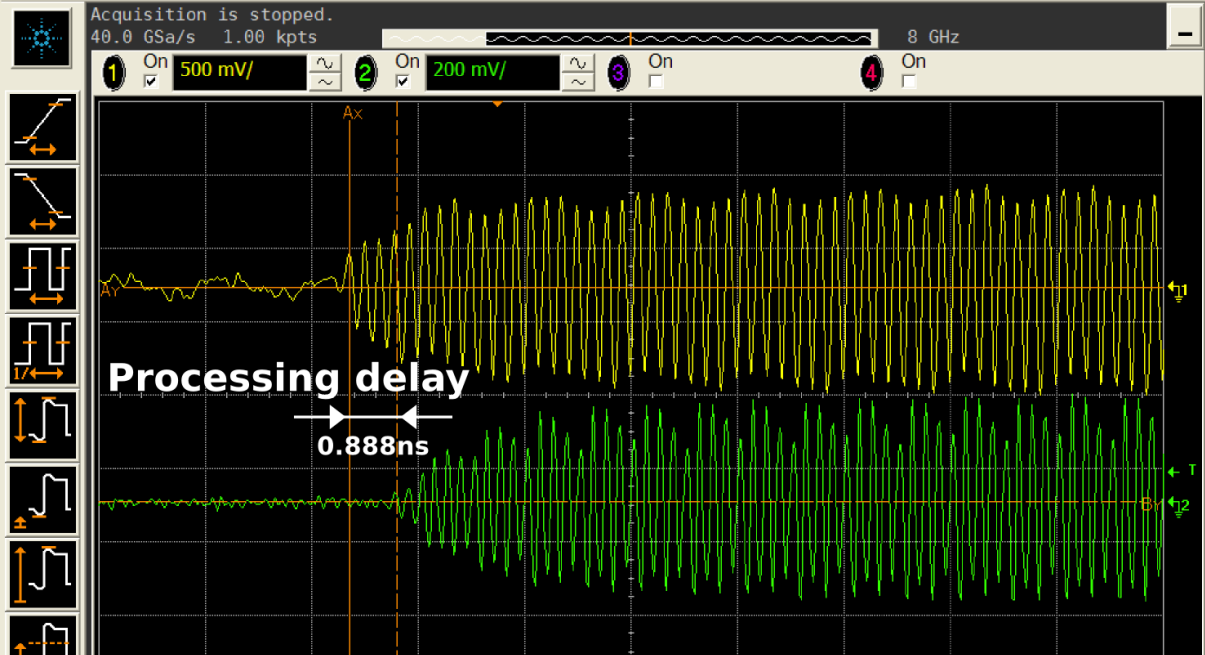 Acquisition is stopped.
40.0 GSa/s 1.00 kpts 8 GHz
1 On 500 mV/ 2 On 200 mV/ 3 On 4 On
Ax
AY
1
Processing delay
0.888ns
T
BY
2
1/